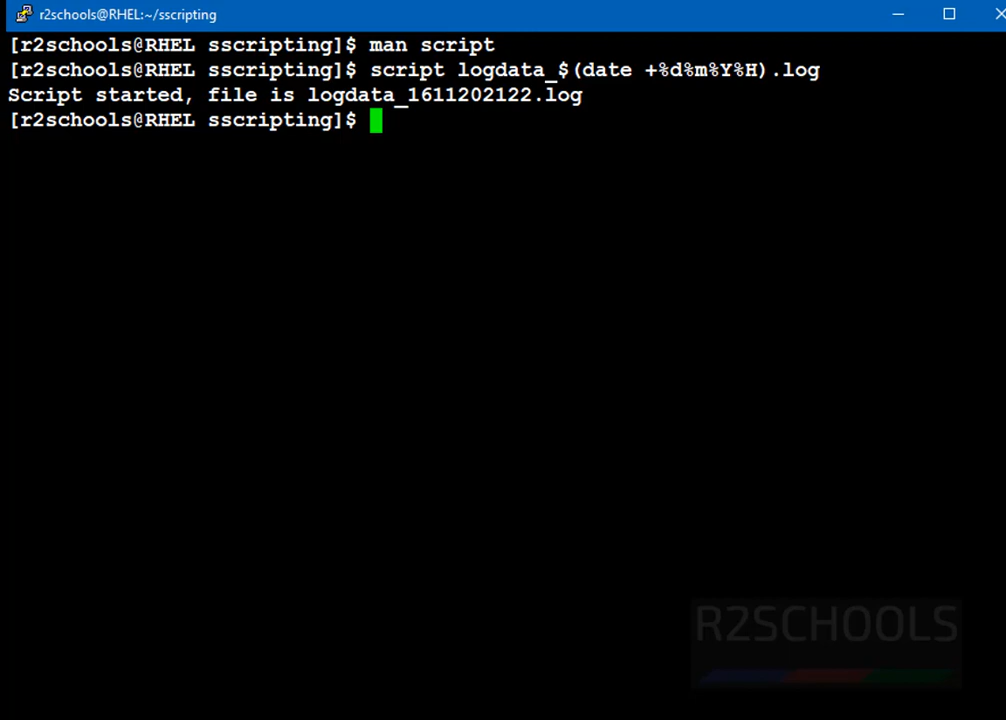 r2schools@RHEL:~/sscripting
[r2schools@RHEL sscripting]$ man script
[r2schools@RHEL sscripting]$ script logdata_$(date +%d%m%Y%H).log
Script started, file is logdata_1611202122.log
[r2schools@RHEL sscripting]$
R2SCHOOLS